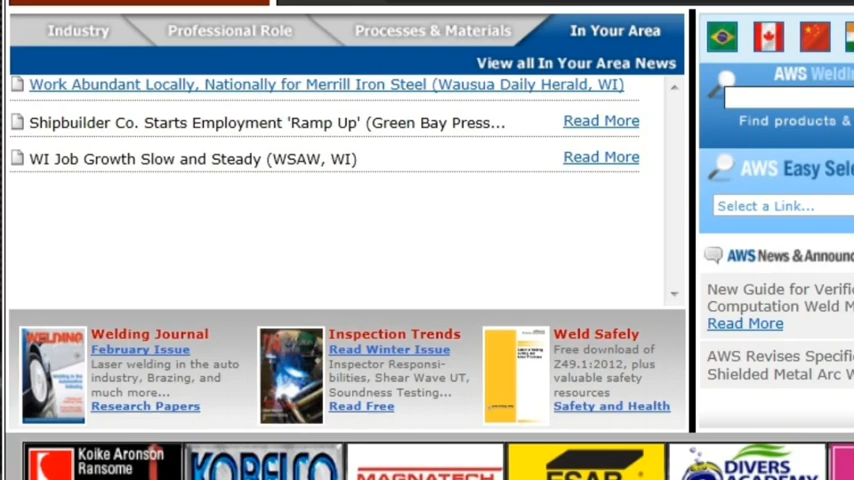 Industry
Professional Role
Processes & Materials
In Your Area
View all In Your Area News
Work Abundant Locally, Nationally for Merrill Iron Steel (Wausua Daily Herald, WI)
Shipbuilder Co. Starts Employment 'Ramp Up' (Green Bay Press... Read More
WI Job Growth Slow and Steady (WSAW, WI) Read More
Welding Journal
February Issue
Laser welding in the auto
industry, Brazing, and
much more...
Research Papers
Inspection Trends
Read Winter Issue
Inspector Responsi-
bilities, Shear Wave UT,
Soundness Testing...
Read Free
Weld Safely
Free download of
Z49.1:2012, plus
valuable safety
resources
Safety and Health
AWS Weldin
Find products &
AWS Easy Sel
Select a Link...
AWS News & Announ
New Guide for Verifi
Computation Weld M
Read More
AWS Revises Specifi
Shielded Metal Arc W
WELDING
Koike Aronson
Ransome
KOBELCO
MAGNATECH
ESAB
DIVERS
ACADEMY